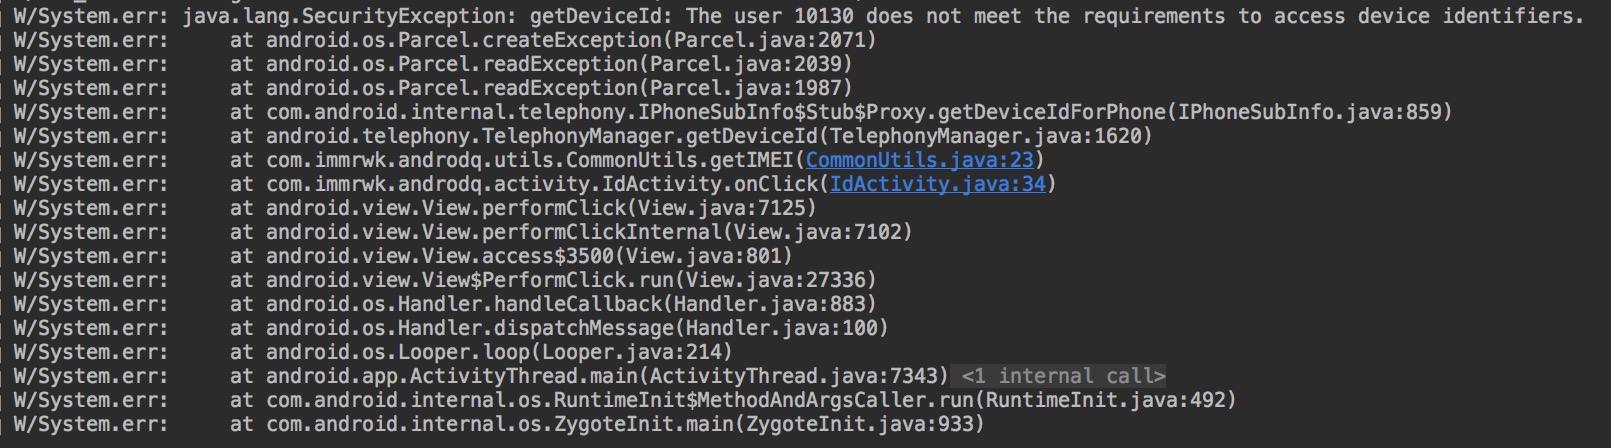 W/System.err: java.lang.SecurityException: getDeviceId: The user 10130 does not meet the requirements to access device identifiers.
W/System.err:     at android.os.Parcel.createException(Parcel.java:2071)
W/System.err:     at android.os.Parcel.readException(Parcel.java:2039)
W/System.err:     at android.os.Parcel.readException(Parcel.java:1987)
W/System.err:     at com.android.internal.telephony.IPhoneSubInfo$Stub$Proxy.getDeviceIdForPhone(IPhoneSubInfo.java:859)
W/System.err:     at android.telephony.TelephonyManager.getDeviceId(TelephonyManager.java:1620)
W/System.err:     at com.immrwk.androdq.utils.CommonUtils.getIMEI(CommonUtils.java:23)
W/System.err:     at com.immrwk.androdq.activity.IdActivity.onClick(IdActivity.java:34)
W/System.err:     at android.view.View.performClick(View.java:7125)
W/System.err:     at android.view.View.performClickInternal(View.java:7102)
W/System.err:     at android.view.View.access$3500(View.java:801)
W/System.err:     at android.view.View$PerformClick.run(View.java:27336)
W/System.err:     at android.os.Handler.handleCallback(Handler.java:883)
W/System.err:     at android.os.Handler.dispatchMessage(Handler.java:100)
W/System.err:     at android.os.Looper.loop(Looper.java:214)
W/System.err:     at android.app.ActivityThread.main(ActivityThread.java:7343) <1 internal call>
W/System.err:     at com.android.internal.os.RuntimeInit$MethodAndArgsCaller.run(RuntimeInit.java:492)
W/System.err:     at com.android.internal.os.ZygoteInit.main(ZygoteInit.java:933)